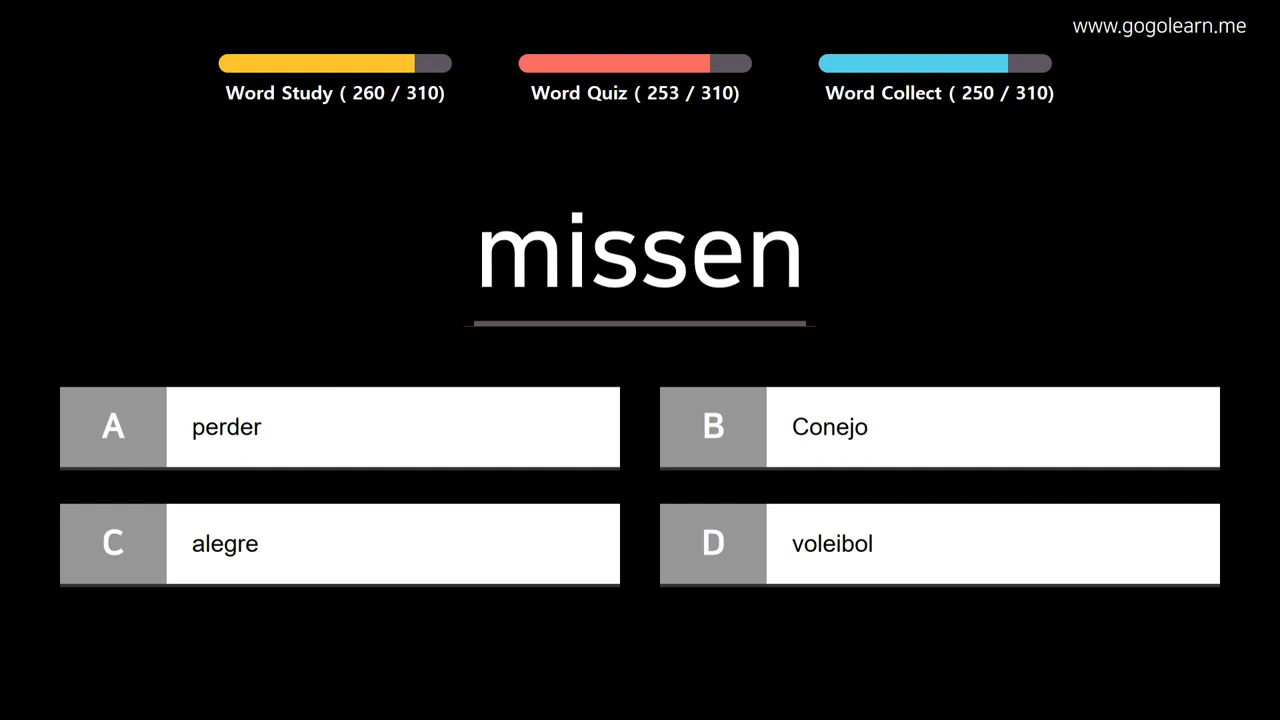 www.gogolearn.me
Word Study ( 260 / 310)
Word Quiz ( 253 / 310)
Word Collect ( 250 / 310)
missen
A perder
B Conejo
C alegre
D voleibol